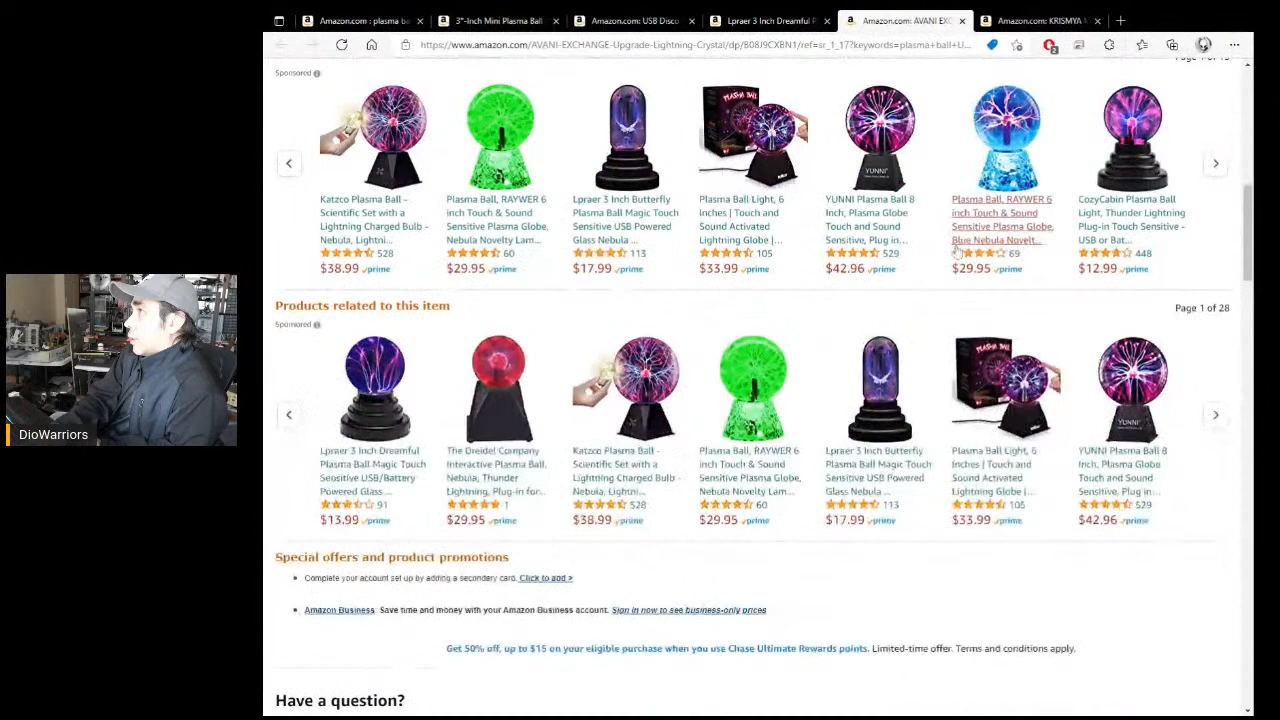 Amazon.com : plasma ba
3"-Inch Mini Plasma Ball
Amazon.com: USB Disco
Lpraer 3 Inch Dreamful P
Amazon.com: AVANI EXC
Amazon.com: KRISMYA M
https://www.amazon.com/AVANI-EXCHANGE-Upgrade-Lightning-Crystal/dp/B08J9CXBN1/ref=sr_1_17?keywords=plasma+ball+U...
Sponsored
Katzco Plasma Ball -
Scientific Set with a
Lightning Charged Bulb -
Nebula, Lightni...
528
$38.99 prime
Plasma Ball, RAYWER 6
inch Touch & Sound
Sensitive Plasma Globe,
Nebula Novelty Lam...
60
$29.95 prime
Lpraer 3 Inch Butterfly
Plasma Ball Magic Touch
Sensitive USB Powered
Glass Nebula ...
113
$17.99 prime
PLASMA BALL
Plasma Ball Light, 6
Inches | Touch and
Sound Activated
Lightning Globe |...
105
$33.99 prime
YUNNI
YUNNI Plasma Ball 8
Inch, Plasma Globe
Touch and Sound
Sensitive, Plug in...
529
$42.96 prime
Plasma Ball, RAYWER 6
inch Touch & Sound
Sensitive Plasma Globe,
Blue Nebula Novelt...
69
$29.95 prime
CozyCabin Plasma Ball
Light, Thunder Lightning
Plug-in Touch Sensitive -
USB or Bat...
448
$12.99 prime
Products related to this item
Page 1 of 28
Sponsored
Lpraer 3 Inch Dreamful
Plasma Ball Magic Touch
Sensitive USB/Battery
Powered Glass ...
91
$13.99 prime
The Dreidel Company
Interactive Plasma Ball,
Nebula, Thunder
Lightning, Plug-in for...
1
$29.95 prime
Katzco Plasma Ball -
Scientific Set with a
Lightning Charged Bulb -
Nebula, Lightni...
528
$38.99 prime
Plasma Ball, RAYWER 6
inch Touch & Sound
Sensitive Plasma Globe,
Nebula Novelty Lam...
60
$29.95 prime
Lpraer 3 Inch Butterfly
Plasma Ball Magic Touch
Sensitive USB Powered
Glass Nebula ...
113
$17.99 prime
PLASMA BALL
Plasma Ball Light, 6
Inches | Touch and
Sound Activated
Lightning Globe |...
105
$33.99 prime
YUNNI
YUNNI Plasma Ball 8
Inch, Plasma Globe
Touch and Sound
Sensitive, Plug in...
529
$42.96 prime
DioWarriors
Special offers and product promotions
Complete your account set up by adding a secondary card. Click to add >
Amazon Business: Save time and money with your Amazon Business account. Sign in now to see business-only prices
Get 50% off, up to $15 on your eligible purchase when you use Chase Ultimate Rewards points. Limited-time offer. Terms and conditions apply.
Have a question?